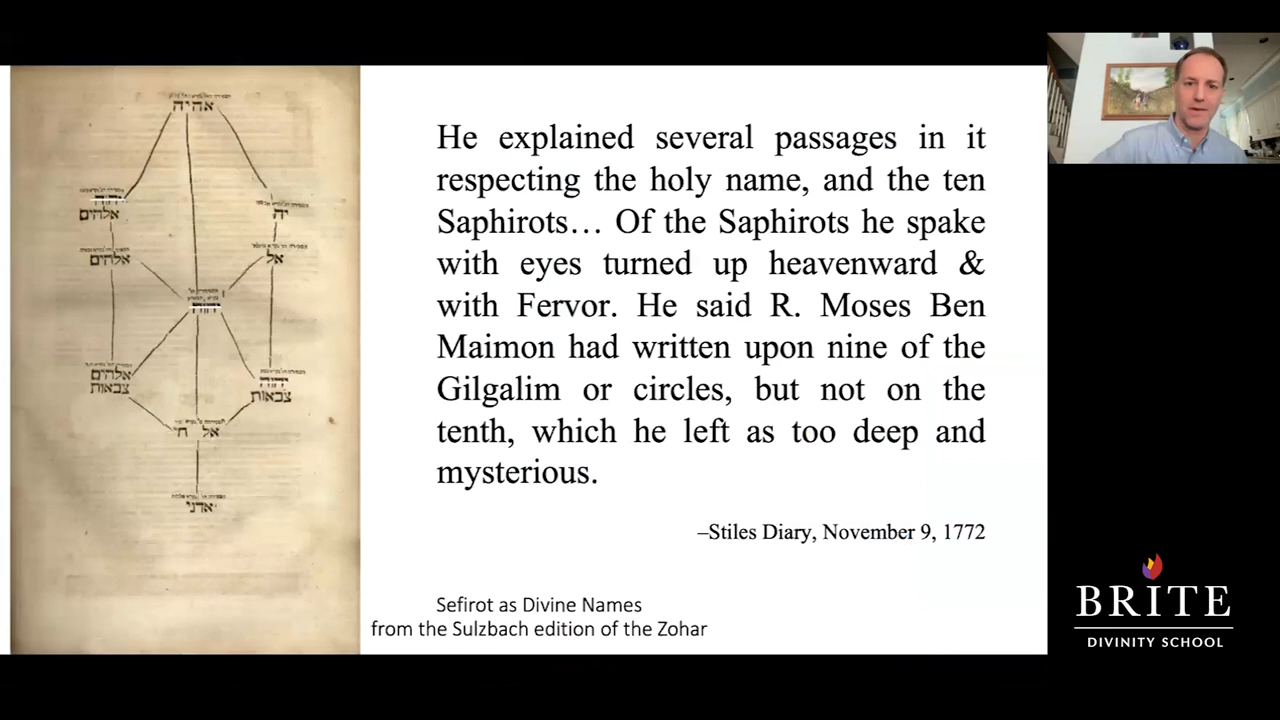 אהיה
אלהים
יה
אלהים
אל
אלהים
צבאות
צבאות
אל חי
אדני
He explained several passages in it
respecting the holy name, and the ten
Saphirots… Of the Saphirots he spake
with eyes turned up heavenward &
with Fervor. He said R. Moses Ben
Maimon had written upon nine of the
Gilgalim or circles, but not on the
tenth, which he left as too deep and
mysterious.
–Stiles Diary, November 9, 1772
Sefirot as Divine Names
from the Sulzbach edition of the Zohar
BRITE
DIVINITY SCHOOL